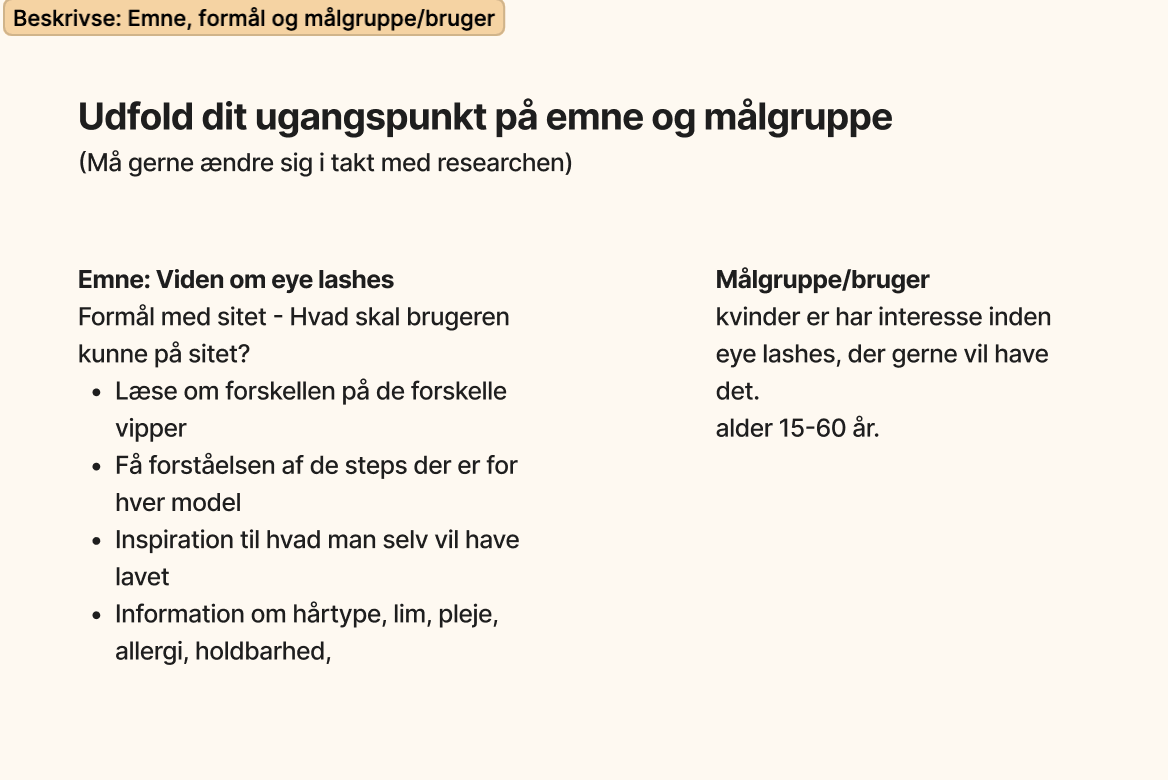 Beskrivse: Emne, formål og målgruppe/bruger
Udfold dit ugangspunkt på emne og målgruppe
(Må gerne ændre sig i takt med researchen)
Emne: Viden om eye lashes
Formål med sitet - Hvad skal brugeren
kunne på sitet?
• Læse om forskellen på de forskelle
vipper
• Få forståelsen af de steps der er for
hver model
• Inspiration til hvad man selv vil have
lavet
• Information om hårtype, lim, pleje,
allergi, holdbarhed,
Målgruppe/bruger
kvinder er har interesse inden
eye lashes, der gerne vil have
det.
alder 15-60 år.